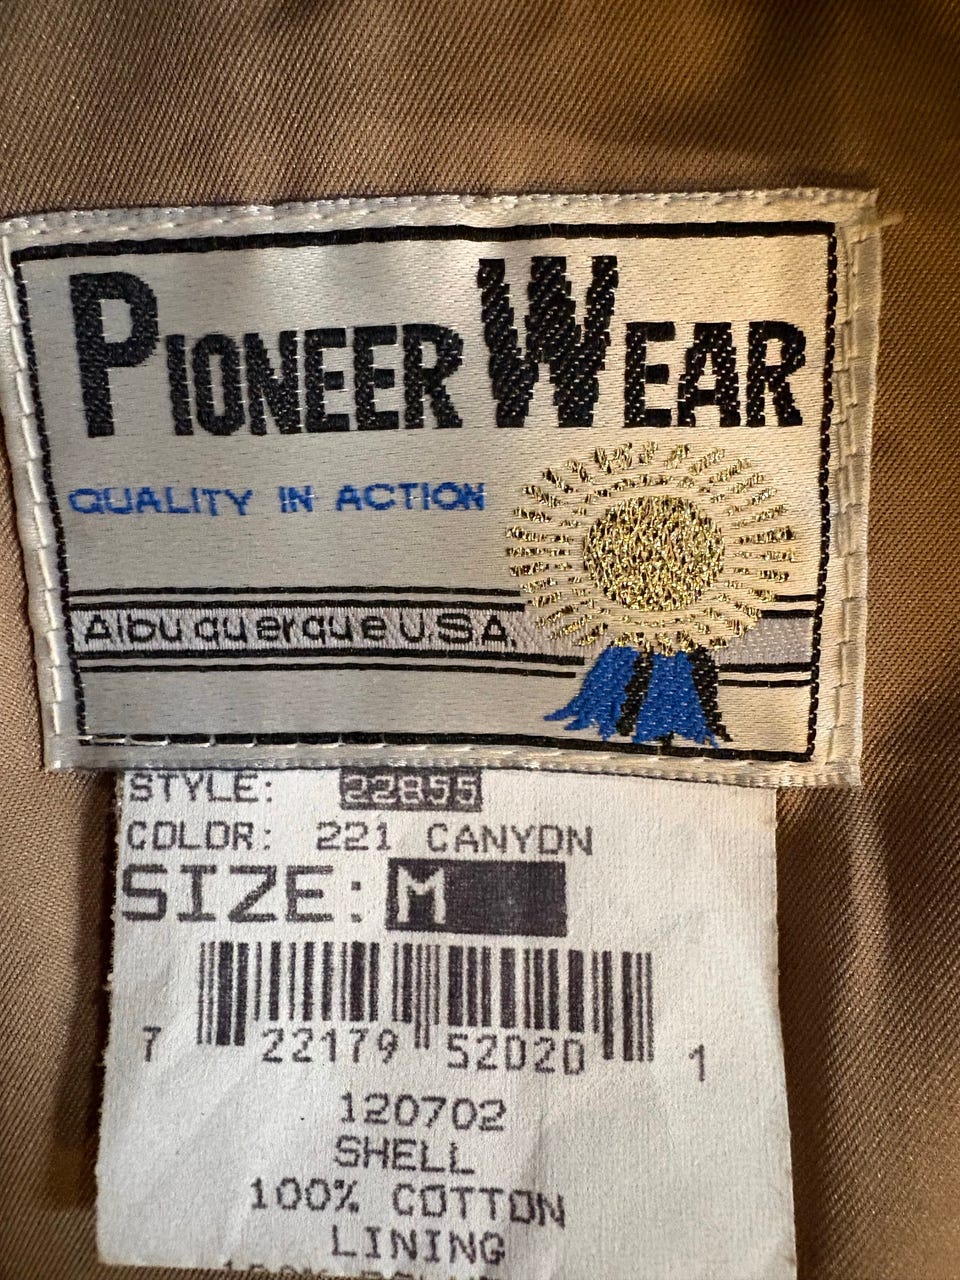 PIONEER WEAR
QUALITY IN ACTION
Albuquerque U.S.A.
STYLE: 22855
COLOR: 221 CANYON
SIZE: M
7 22179 52020 1
120702
SHELL
100% COTTON
LINING
100%